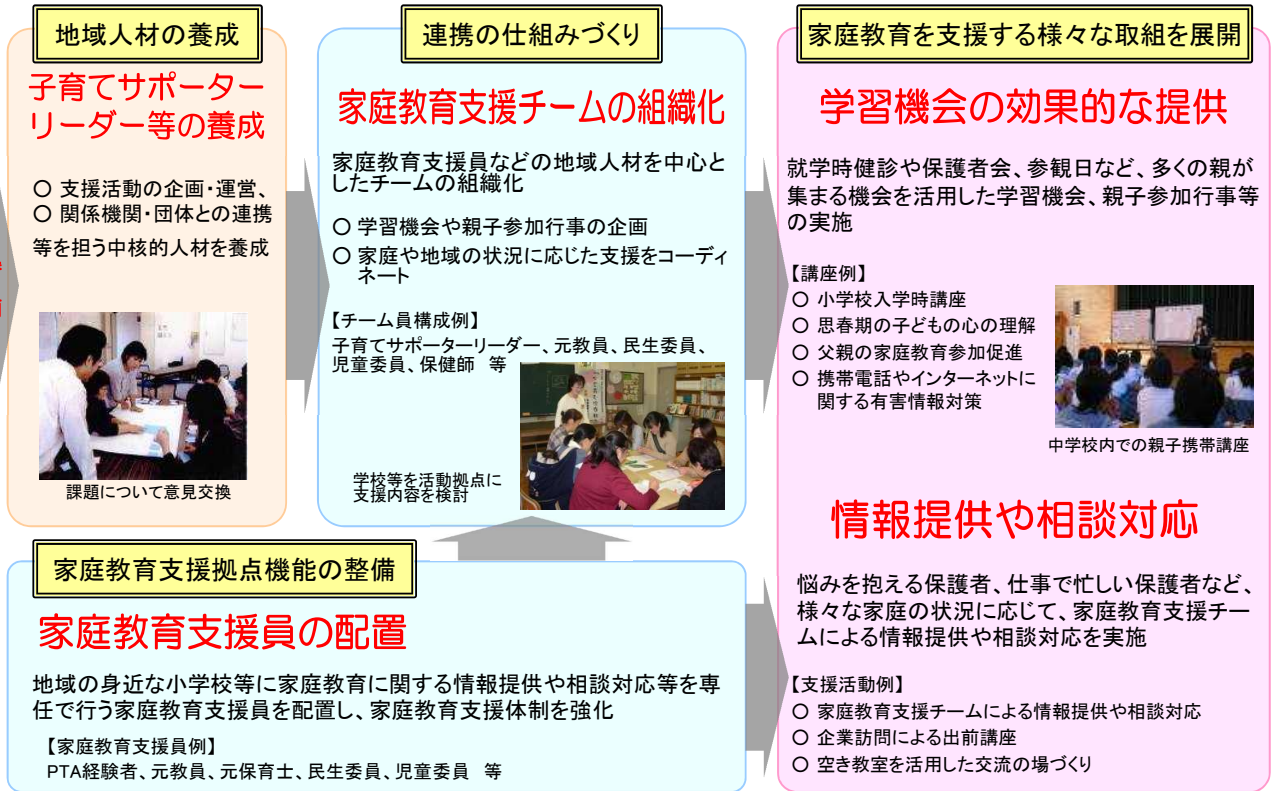 地域人材の養成
子育てサポーター
リーダー等の養成
○ 支援活動の企画・運営、
○ 関係機関・団体との連携
等を担う中核的人材を養成
課題について意見交換
連携の仕組みづくり
家庭教育支援チームの組織化
家庭教育支援員などの地域人材を中心と
したチームの組織化
○ 学習機会や親子参加行事の企画
○ 家庭や地域の状況に応じた支援をコーディ
ネート
【チーム員構成例】
子育てサポーターリーダー、元教員、民生委員、
児童委員、保健師 等
学校等を活動拠点に
支援内容を検討
家庭教育支援拠点機能の整備
家庭教育支援員の配置
地域の身近な小学校等に家庭教育に関する情報提供や相談対応等を専
任で行う家庭教育支援員を配置し、家庭教育支援体制を強化
【家庭教育支援員例】
PTA経験者、元教員、元保育士、民生委員、児童委員 等
家庭教育を支援する様々な取組を展開
学習機会の効果的な提供
就学時健診や保護者会、参観日など、多くの親が
集まる機会を活用した学習機会、親子参加行事等
の実施
【講座例】
○ 小学校入学時講座
○ 思春期の子どもの心の理解
○ 父親の家庭教育参加促進
○ 携帯電話やインターネットに
関する有害情報対策
中学校内での親子携帯講座
情報提供や相談対応
悩みを抱える保護者、仕事で忙しい保護者など、
様々な家庭の状況に応じて、家庭教育支援チー
ムによる情報提供や相談対応を実施
【支援活動例】
○ 家庭教育支援チームによる情報提供や相談対応
○ 企業訪問による出前講座
○ 空き教室を活用した交流の場づくり